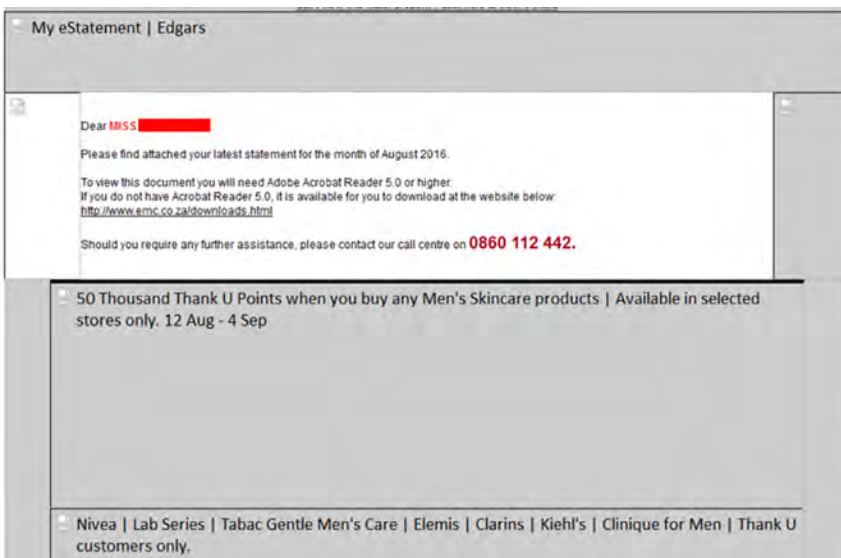 My eStatement | Edgars
Dear MISS
Please find attached your latest statement for the month of August 2016.
To view this document you will need Adobe Acrobat Reader 5.0 or higher.
If you do not have Acrobat Reader 5.0, it is available for you to download at the website below:
http://www.emc.co.za/downloads.html
Should you require any further assistance, please contact our call centre on 0860 112 442.
50 Thousand Thank U Points when you buy any Men's Skincare products | Available in selected
stores only. 12 Aug - 4 Sep
Nivea | Lab Series | Tabac Gentle Men's Care | Elemis | Clarins | Kiehl's | Clinique for Men | Thank U
customers only.